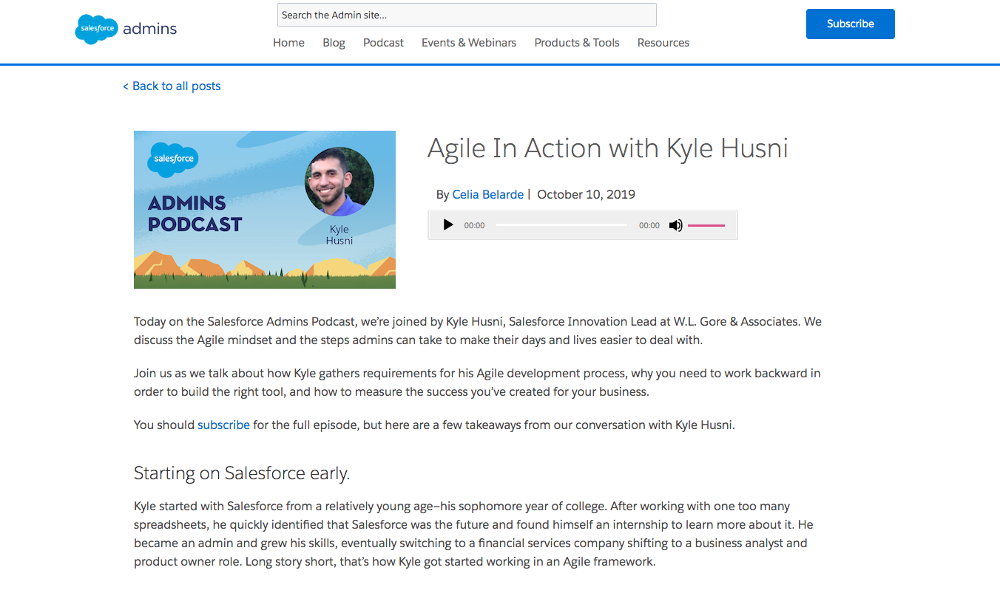 salesforce admins
Search the Admin site...
Home Blog Podcast Events & Webinars Products & Tools Resources
Subscribe
< Back to all posts
salesforce
ADMINS
PODCAST
Kyle
Husni
Agile In Action with Kyle Husni
By Celia Belarde | October 10, 2019
00:00 00:00
Today on the Salesforce Admins Podcast, we’re joined by Kyle Husni, Salesforce Innovation Lead at W.L. Gore & Associates. We
discuss the Agile mindset and the steps admins can take to make their days and lives easier to deal with.
Join us as we talk about how Kyle gathers requirements for his Agile development process, why you need to work backward in
order to build the right tool, and how to measure the success you’ve created for your business.
You should subscribe for the full episode, but here are a few takeaways from our conversation with Kyle Husni.
Starting on Salesforce early.
Kyle started with Salesforce from a relatively young age–his sophomore year of college. After working with one too many
spreadsheets, he quickly identified that Salesforce was the future and found himself an internship to learn more about it. He
became an admin and grew his skills, eventually switching to a financial services company shifting to a business analyst and
product owner role. Long story short, that’s how Kyle got started working in an Agile framework.